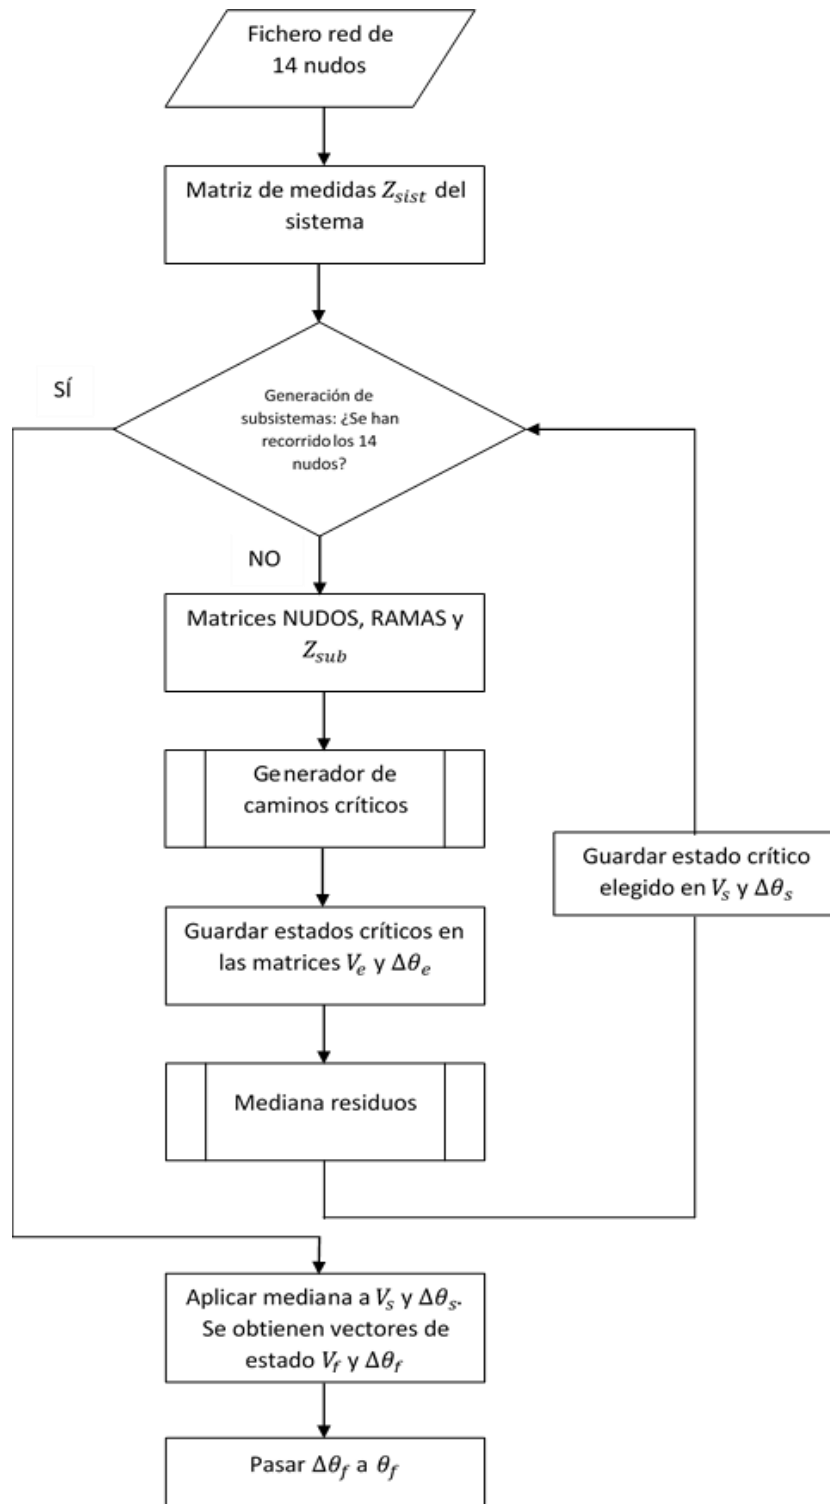 Fichero red de
14 nudos
Matriz de medidas Z_sist del
sistema
SÍ
Generación de
subsistemas: ¿Se han
recorrido los 14
nudos?
NO
Matrices NUDOS, RAMAS y
Z_sub
Generador de
caminos críticos
Guardar estado crítico
elegido en V_s y Δθ_s
Guardar estados críticos en
las matrices V_e y Δθ_e
Mediana residuos
Aplicar mediana a V_s y Δθ_s.
Se obtienen vectores de
estado V_f y Δθ_f
Pasar Δθ_f a θ_f